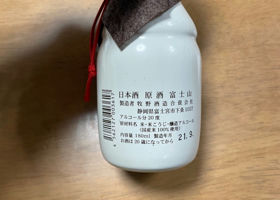 日本酒 原酒 富士山
製造者 牧野酒造合資会社
静岡県富士宮市下条1037
アルコール分20度
原材料名 米・米こうじ・醸造アルコール
(国産米100%使用)
内容量 180ml 製造年月
21.9
お酒は20歳になってから